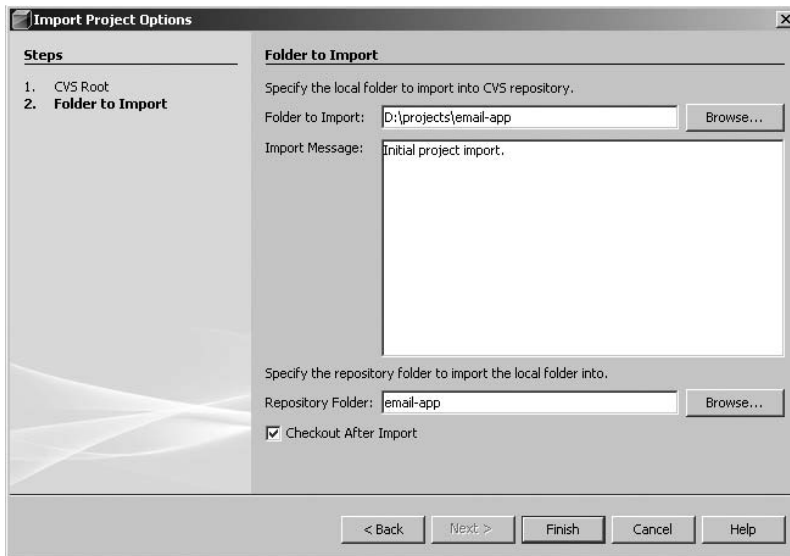 Import Project Options
Steps
1. CVS Root
2. Folder to Import
Folder to Import
Specify the local folder to import into CVS repository.
Folder to Import: D:\projects\email-app Browse...
Import Message: Initial project import.
Specify the repository folder to import the local folder into.
Repository Folder: email-app Browse...
Checkout After Import
< Back Next > Finish Cancel Help